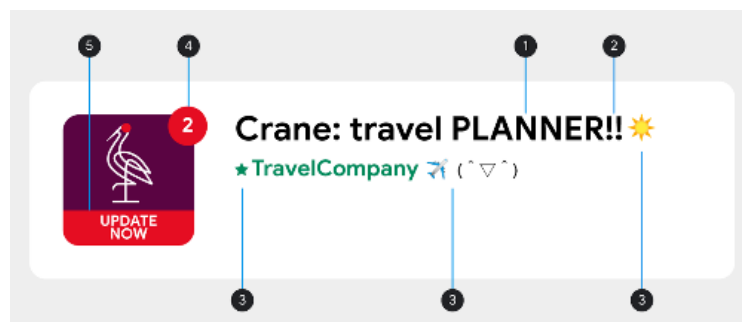 5 4 1 2
2
Crane: travel PLANNER!!☀️
★TravelCompany ✈️ (ˆ▽ˆ)
UPDATE
NOW
3 3 3